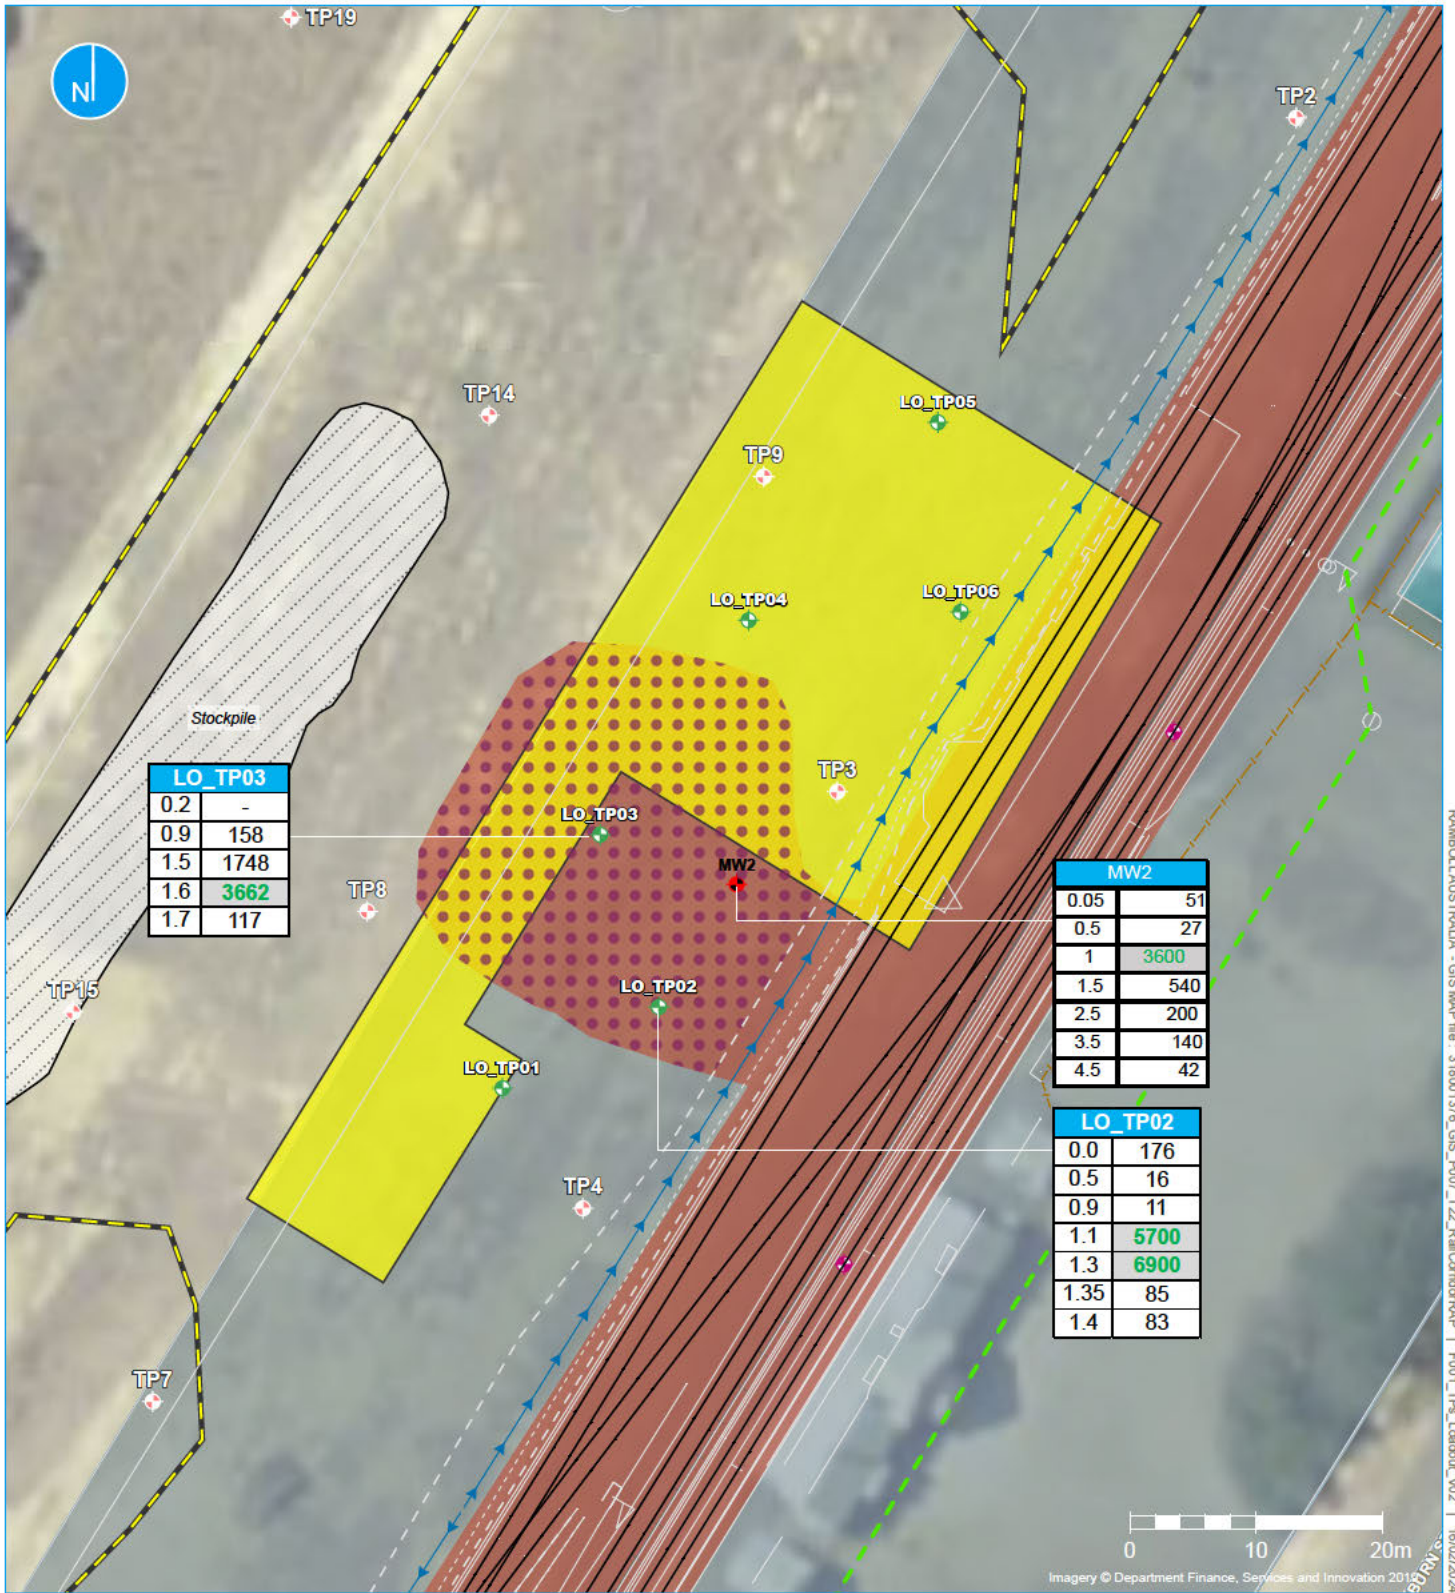 TP19
N
TP2
TP14
LO_TP05
TP9
LO_TP04
LO_TP06
Stockpile
LO_TP03
0.2 -
0.9 158
1.5 1748
1.6 3662
1.7 117
LO_TP03
TP3
MW2
TP8
MW2
0.05 51
0.5 27
1 3600
1.5 540
2.5 200
3.5 140
4.5 42
TP15
LO_TP02
LO_TP01
LO_TP02
0.0 176
0.5 16
0.9 11
1.1 5700
1.3 6900
1.35 85
1.4 83
TP4
TP7
0 10 20m
Imagery © Department Finance, Services and Innovation